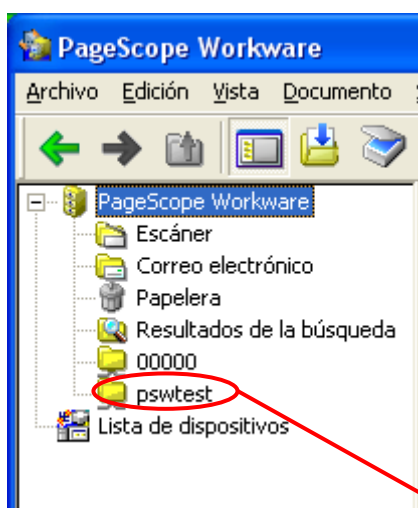 PageScope Workware
Archivo Edición Vista Documento
PageScope Workware
Escáner
Correo electrónico
Papelera
Resultados de la búsqueda
00000
pswtest
Lista de dispositivos